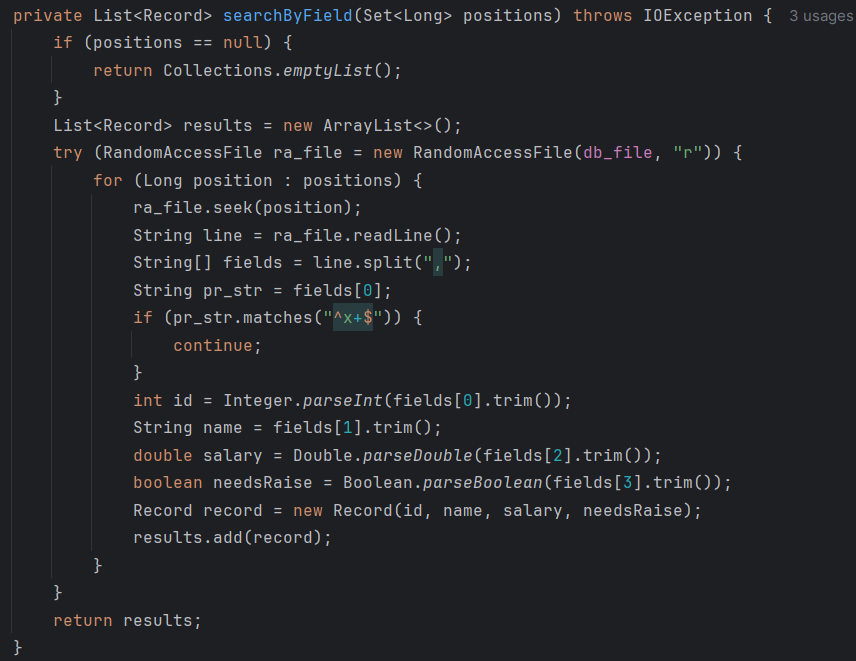 private List<Record> searchByField(Set<Long> positions) throws IOException {  3 usages
    if (positions == null) {
        return Collections.emptyList();
    }
    List<Record> results = new ArrayList<>();
    try (RandomAccessFile ra_file = new RandomAccessFile(db_file, "r")) {
        for (Long position : positions) {
            ra_file.seek(position);
            String line = ra_file.readLine();
            String[] fields = line.split(",");
            String pr_str = fields[0];
            if (pr_str.matches("^x+$")) {
                continue;
            }
            int id = Integer.parseInt(fields[0].trim());
            String name = fields[1].trim();
            double salary = Double.parseDouble(fields[2].trim());
            boolean needsRaise = Boolean.parseBoolean(fields[3].trim());
            Record record = new Record(id, name, salary, needsRaise);
            results.add(record);
        }
    }
    return results;
}